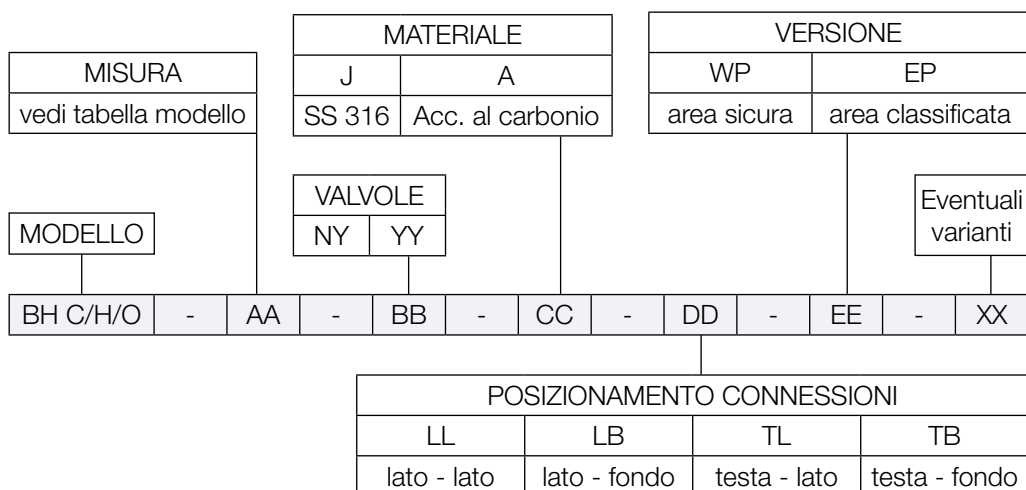 MATERIALE
VERSIONE
MISURA
J A
WP EP
vedi tabella modello
SS 316 Acc. al carbonio
area sicura area classificata
VALVOLE
Eventuali
varianti
MODELLO
NY YY
BH C/H/O - AA - BB - CC - DD - EE - XX
POSIZIONAMENTO CONNESSIONI
LL LB TL TB
lato - lato lato - fondo testa - lato testa - fondo